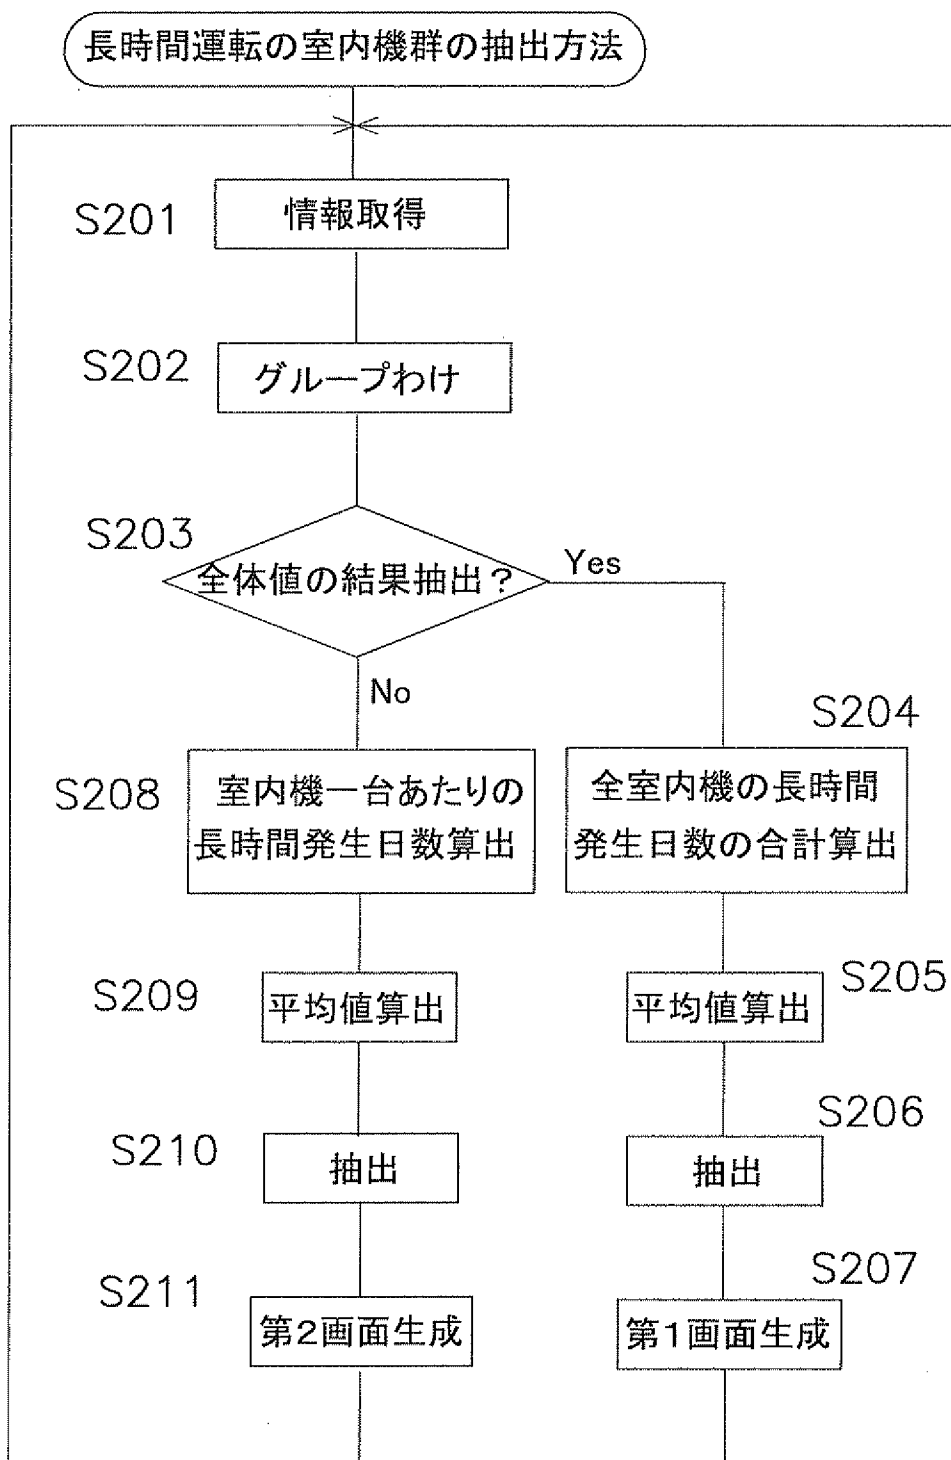 長時間運転の室内機群の抽出方法
S201
情報取得
S202
グループわけ
S203
全体値の結果抽出？
Yes
No
S204
全室内機の長時間
発生日数の合計算出
S208
室内機一台あたりの
長時間発生日数算出
S205
平均値算出
S209
平均値算出
S206
抽出
S210
抽出
S207
第1画面生成
S211
第2画面生成